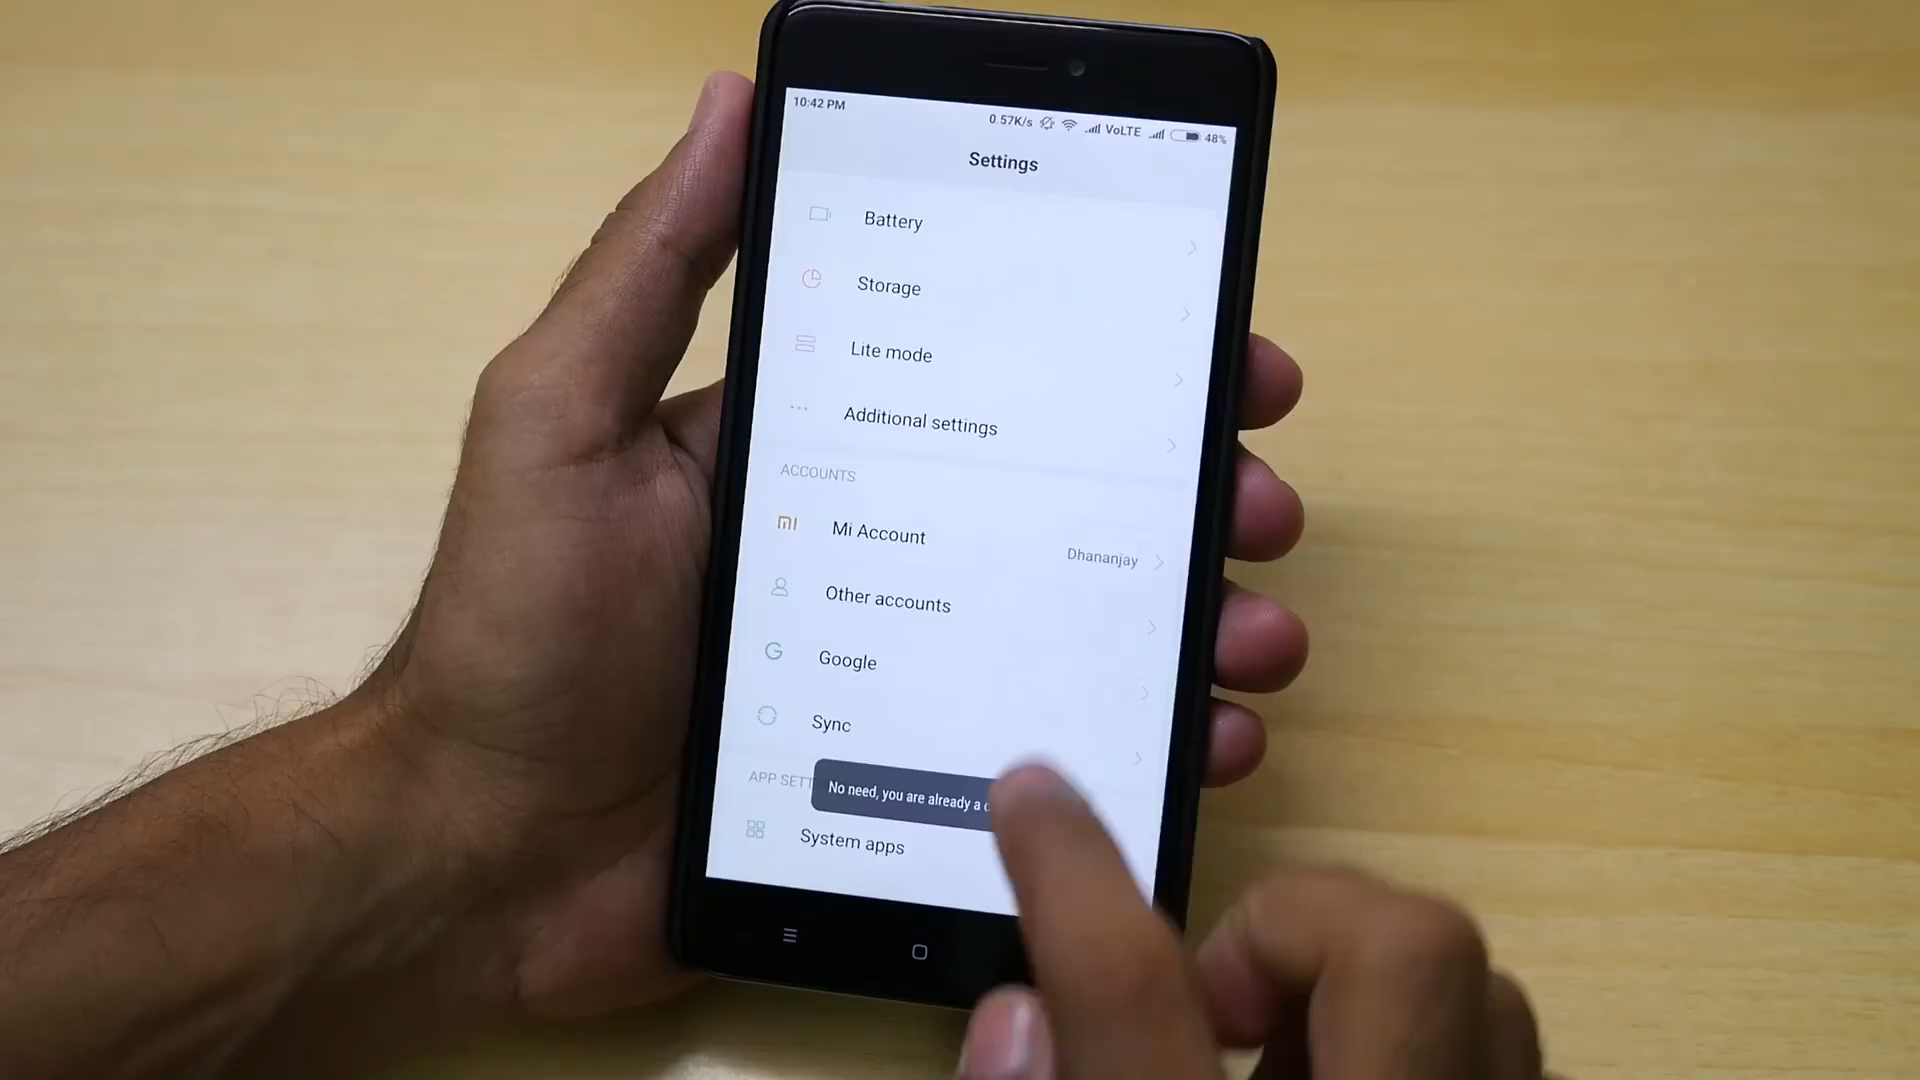 10:42 PM
0.57K/s VoLTE 48%
Settings
Battery
Storage
Lite mode
Additional settings
ACCOUNTS
Mi Account
Dhananjay
Other accounts
Google
Sync
APP SETT
No need, you are already a
System apps